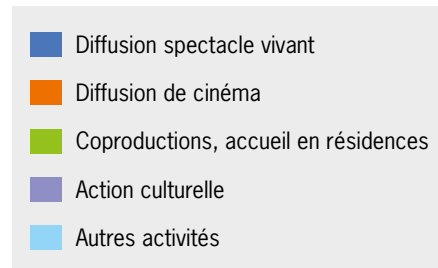 Diffusion spectacle vivant
Diffusion de cinéma
Coproductions, accueil en résidences
Action culturelle
Autres activités